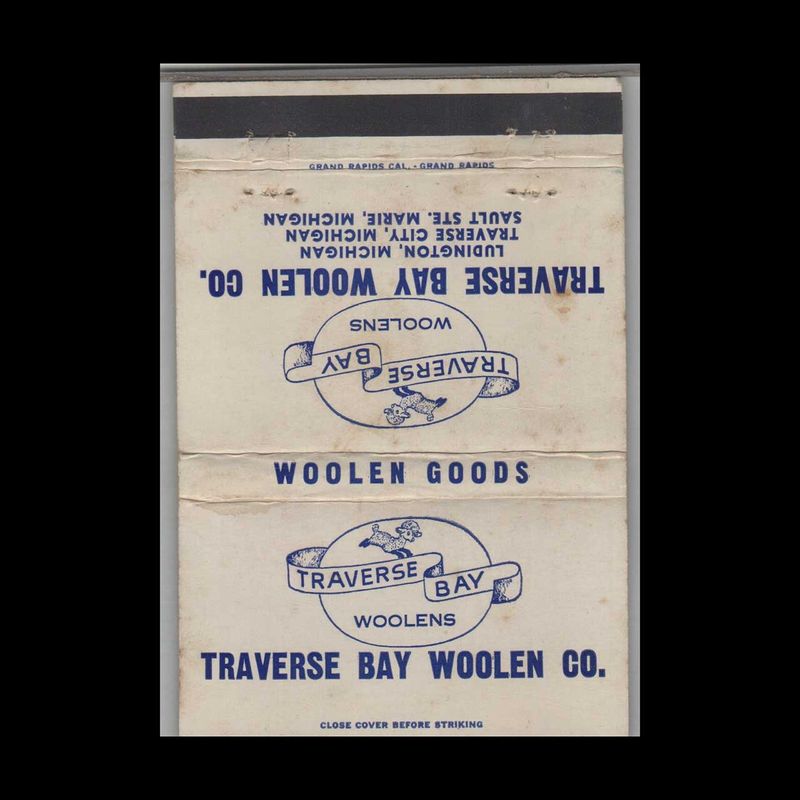 GRAND RAPIDS CAL. - GRAND RAPIDS
SAULT STE. MARIE, MICHIGAN
TRAVERSE CITY, MICHIGAN
LUDINGTON, MICHIGAN
TRAVERSE BAY WOOLEN CO.
WOOLENS
TRAVERSE BAY
WOOLEN GOODS
TRAVERSE BAY
WOOLENS
TRAVERSE BAY WOOLEN CO.
CLOSE COVER BEFORE STRIKING